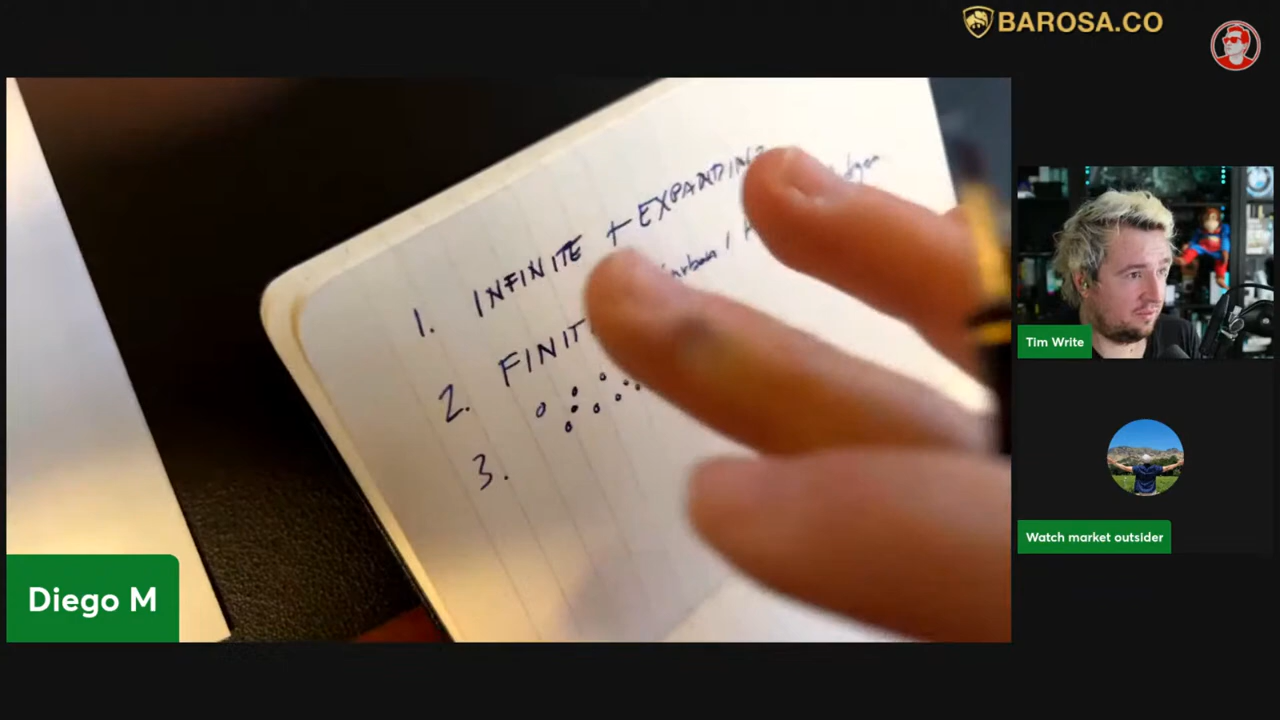 BAROSA.CO
1. INFINITE + EXPANDING
2. FINIT
3.
Diego M
Tim Write
Watch market outsider